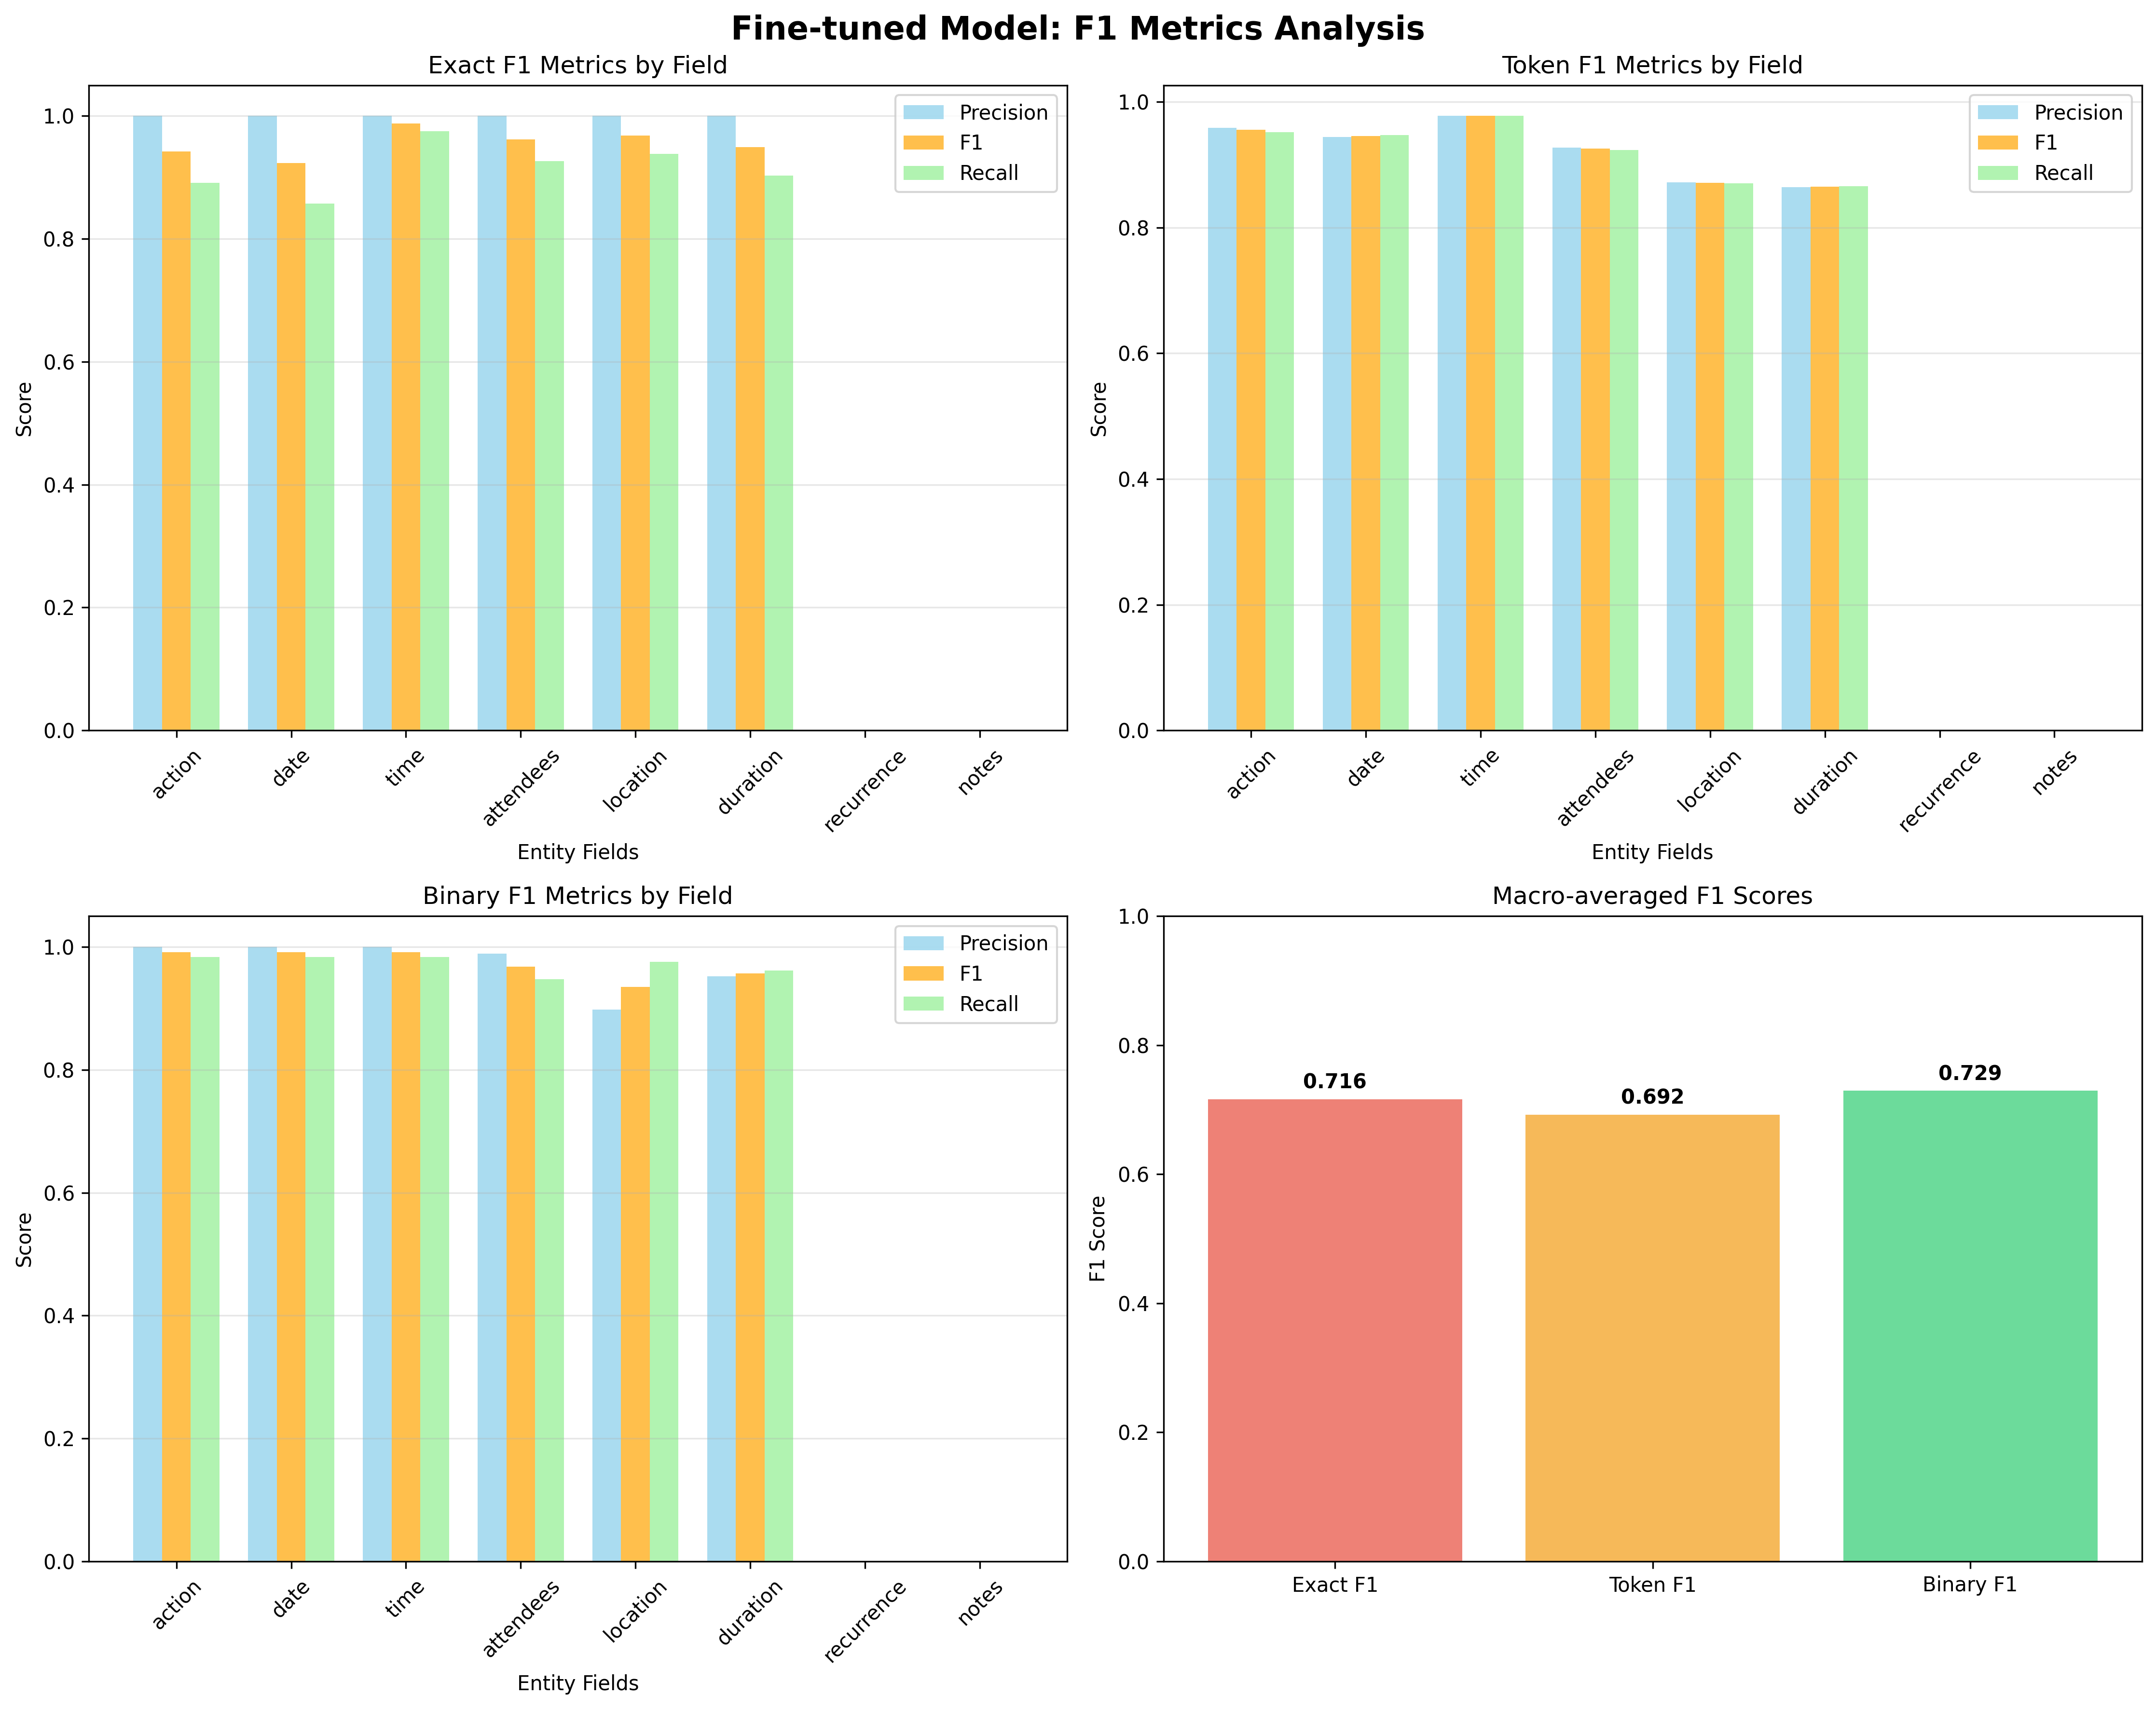 Fine-tuned Model: F1 Metrics Analysis
Exact F1 Metrics by Field
Score
1.0
0.8
0.6
0.4
0.2
0.0
Precision
F1
Recall
action
date
time
attendees
location
duration
recurrence
notes
Entity Fields
Token F1 Metrics by Field
Score
1.0
0.8
0.6
0.4
0.2
0.0
Precision
F1
Recall
action
date
time
attendees
location
duration
recurrence
notes
Entity Fields
Binary F1 Metrics by Field
Score
1.0
0.8
0.6
0.4
0.2
0.0
Precision
F1
Recall
action
date
time
attendees
location
duration
recurrence
notes
Entity Fields
Macro-averaged F1 Scores
F1 Score
1.0
0.8
0.6
0.4
0.2
0.0
0.716
0.692
0.729
Exact F1
Token F1
Binary F1